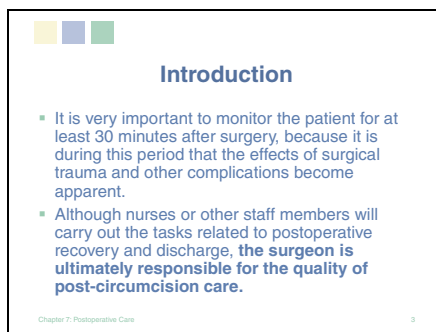 Introduction
▪ It is very important to monitor the patient for at
least 30 minutes after surgery, because it is
during this period that the effects of surgical
trauma and other complications become
apparent.
▪ Although nurses or other staff members will
carry out the tasks related to postoperative
recovery and discharge, the surgeon is
ultimately responsible for the quality of
post-circumcision care.
Chapter 7: Postoperative Care
3